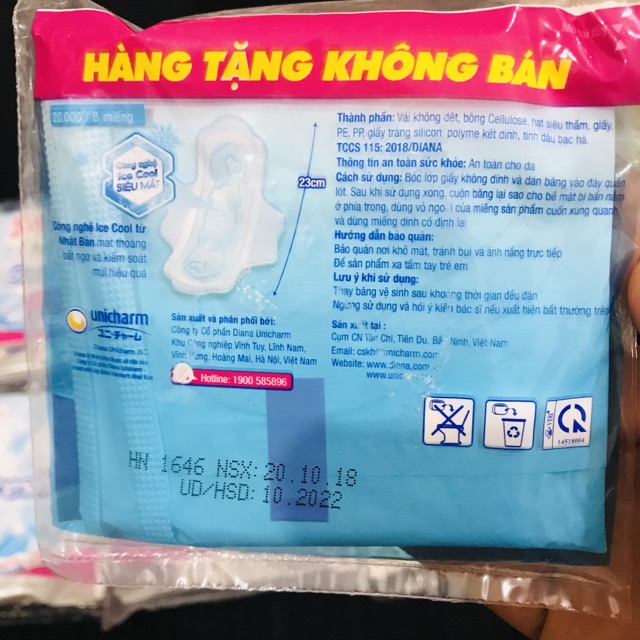 HÀNG TẶNG KHÔNG BÁN
20.000 / 8 miếng
Công nghệ
Ice Cool
SIÊU MÁT
23cm
Công nghệ Ice Cool từ
Nhật Bản, mát thoáng
bất ngờ và kiểm soát
mùi hiệu quả
unicharm
ユニ・チャーム
Thành phần: Vải không dệt, bông Cellulose, hạt siêu thấm, giấy,
PE, PP, giấy tráng silicon, polyme kết dính, tinh dầu bạc hà.
TCCS 115: 2018/DIANA
Thông tin an toàn sức khỏe: An toàn cho da
Cách sử dụng: Bóc lớp giấy không dính và dán băng vào đáy quần
lót. Sau khi sử dụng xong, cuộn băng lại sao cho bề mặt bị bẩn nằm
ở phía trong, dùng vỏ ngoài của miếng sản phẩm cuốn xung quanh
và dùng miếng dính cố định lại
Hướng dẫn bảo quản:
Bảo quản nơi khô mát, tránh bụi và ánh nắng trực tiếp
Để sản phẩm xa tầm tay trẻ em
Lưu ý khi sử dụng:
Thay băng vệ sinh sau khoảng thời gian đều đặn
Ngừng sử dụng và hỏi ý kiến bác sĩ nếu xuất hiện bất thường trên
Sản xuất và phân phối bởi:
Công ty Cổ phần Diana Unicharm
Khu Công nghiệp Vĩnh Tuy, Lĩnh Nam,
Vĩnh Hưng, Hoàng Mai, Hà Nội, Việt Nam
Hotline: 1900 585896
Sản xuất tại :
Cụm CN Tân Chi, Tiên Du, Bắc Ninh, Việt Nam
Email: cskh@unicharm.com
Website: www.diana.com
www.unic
14518004
HN 1646 NSX: 20.10.18
UD/HSD: 10.2022